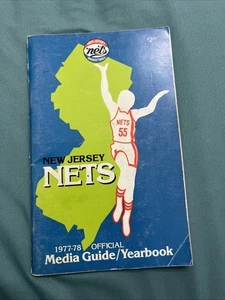 nets
NETS
55
NEW JERSEY
NETS
1977-78 OFFICIAL
Media Guide/Yearbook